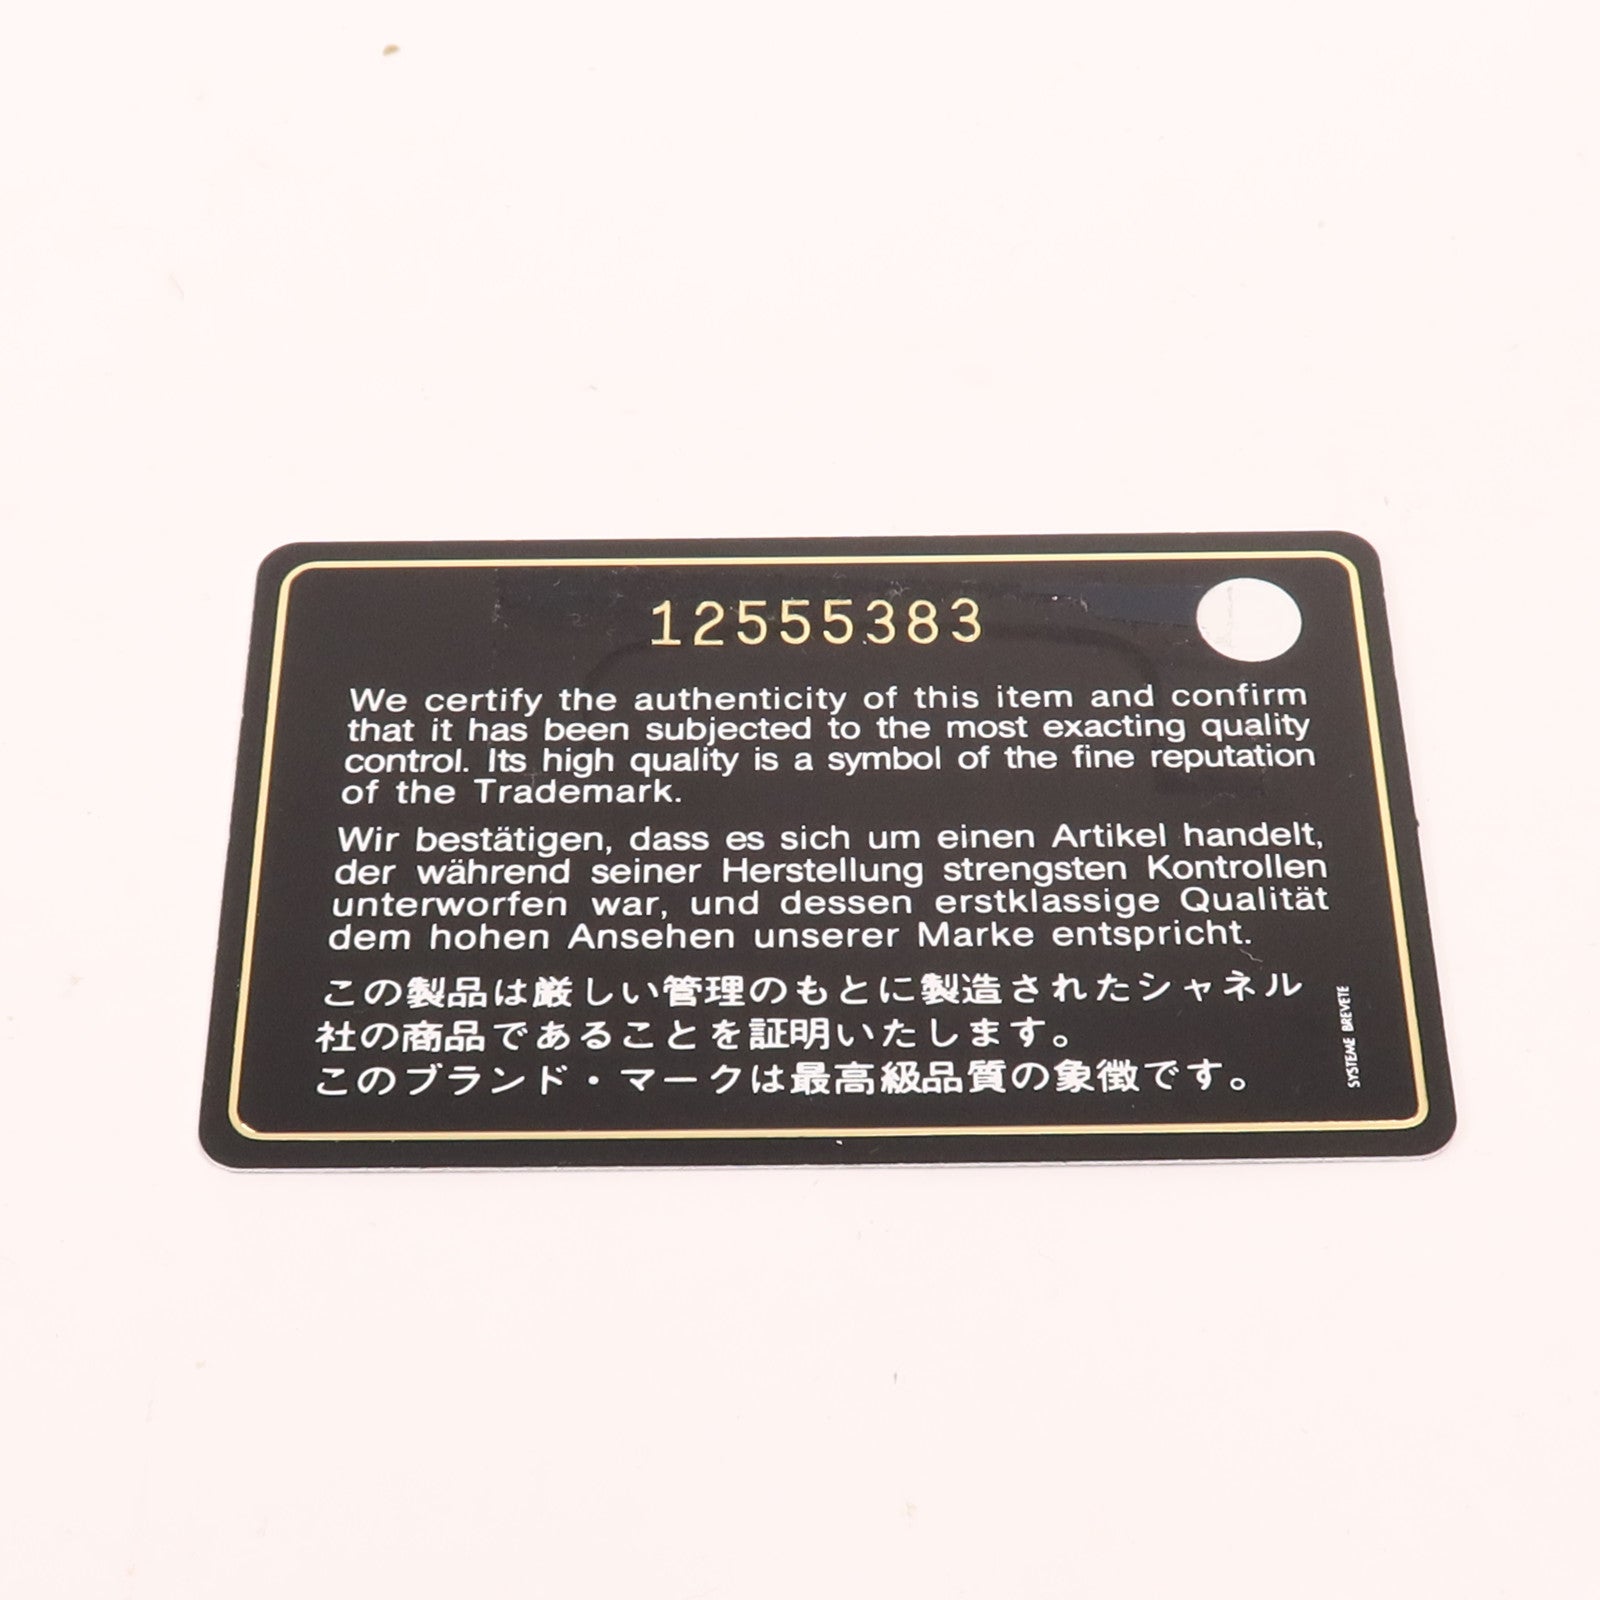 12555383
We certify the authenticity of this item and confirm
that it has been subjected to the most exacting quality
control. Its high quality is a symbol of the fine reputation
of the Trademark.
Wir bestätigen, dass es sich um einen Artikel handelt,
der während seiner Herstellung strengsten Kontrollen
unterworfen war, und dessen erstklassige Qualität
dem hohen Ansehen unserer Marke entspricht.
この製品は厳しい管理のもとに製造されたシャネル
社の商品であることを証明いたします。
このブランド・マークは最高級品質の象徴です。
SYSTEME BREVETE